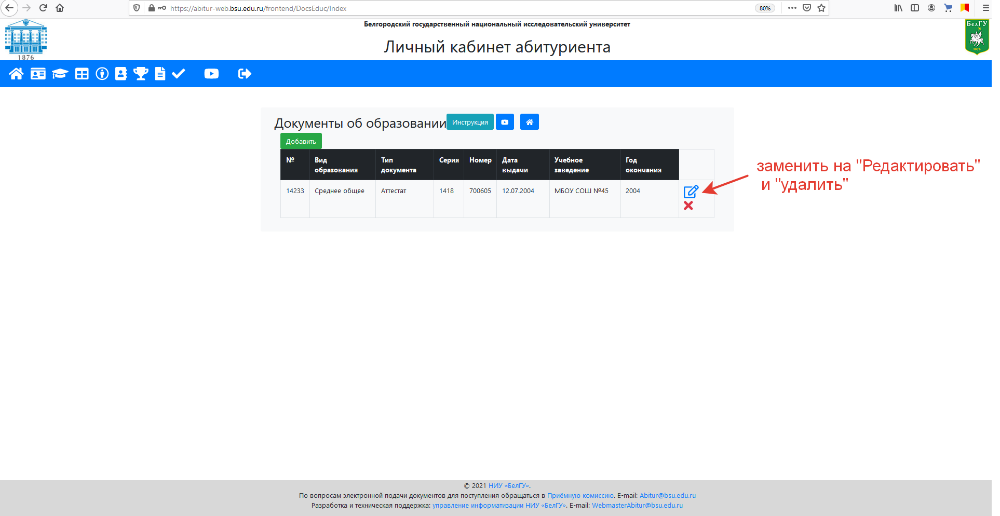 https://abitur-web.bsu.edu.ru/frontend/DocsEduc/Index
80%
Белгородский государственный национальный исследовательский университет
1876
БелГУ
1876
Личный кабинет абитуриента
Документы об образовании Инструкция
Добавить
№ Вид образования Тип документа Серия Номер Дата выдачи Учебное заведение Год окончания
14233 Среднее общее Аттестат 1418 700605 12.07.2004 МБОУ СОШ №45 2004
заменить на "Редактировать"
и "удалить"
© 2021 НИУ «БелГУ».
По вопросам электронной подачи документов для поступления обращаться в Приёмную комиссию. E-mail: Abitur@bsu.edu.ru
Разработка и техническая поддержка: управление информатизации НИУ «БелГУ». E-mail: WebmasterAbitur@bsu.edu.ru